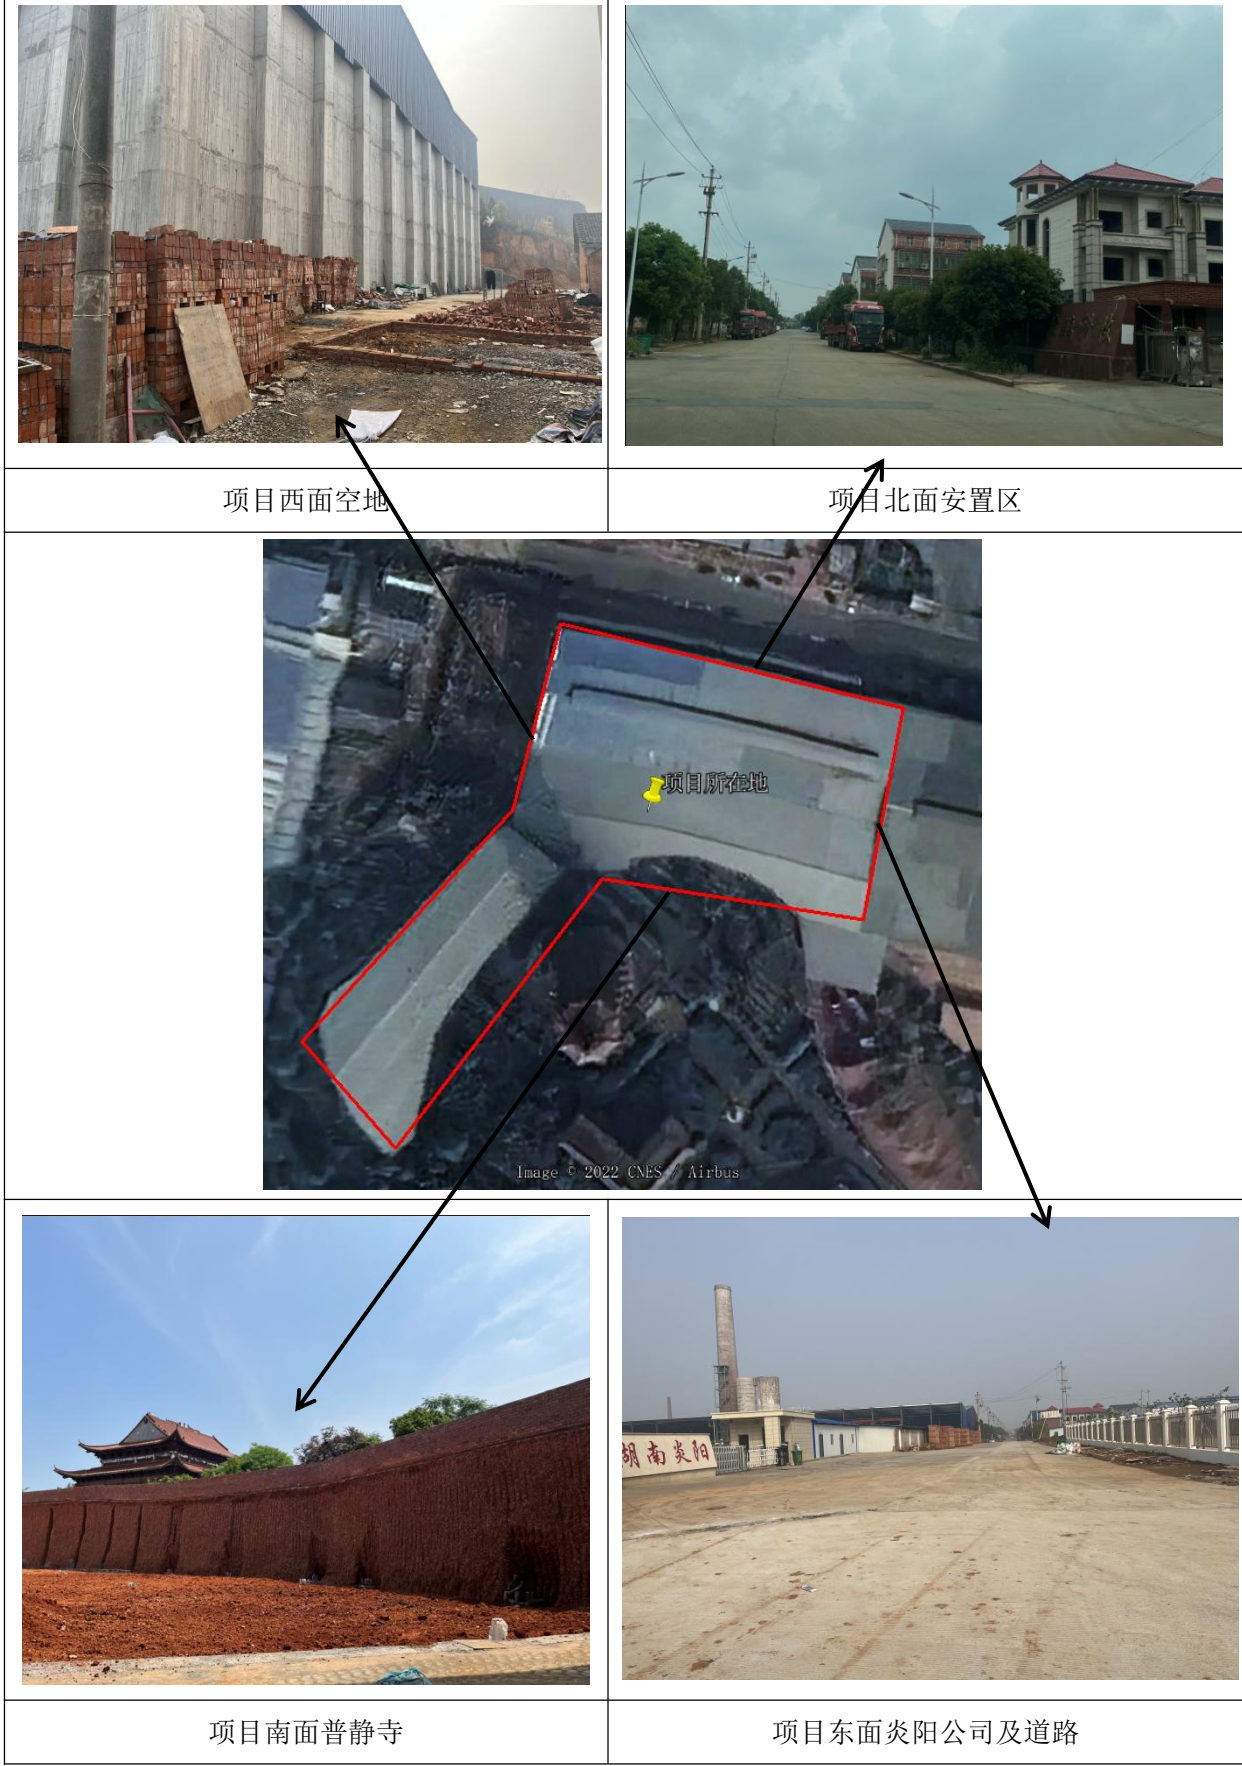 项目西面空地
项目北面安置区
项目所在地
Image © 2022 CNES / Airbus
湖南炎阳
项目南面普静寺
项目东面炎阳公司及道路